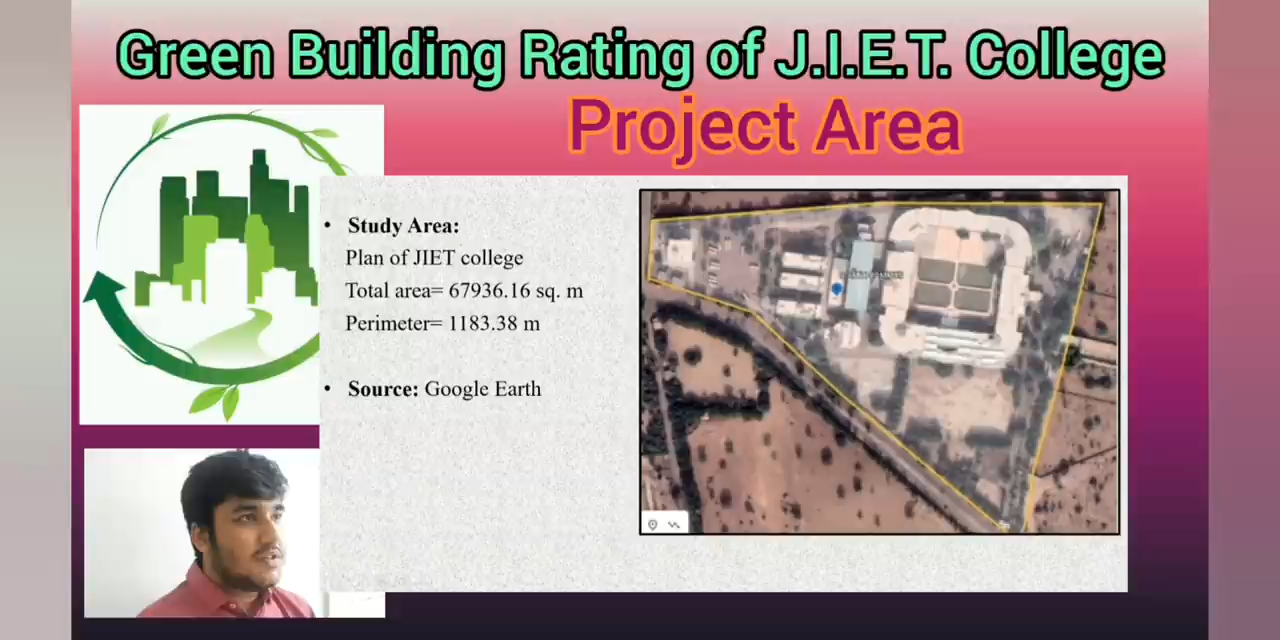 Green Building Rating of J.I.E.T. College
Project Area
• Study Area:
Plan of JIET college
Total area= 67936.16 sq. m
Perimeter= 1183.38 m
• Source: Google Earth